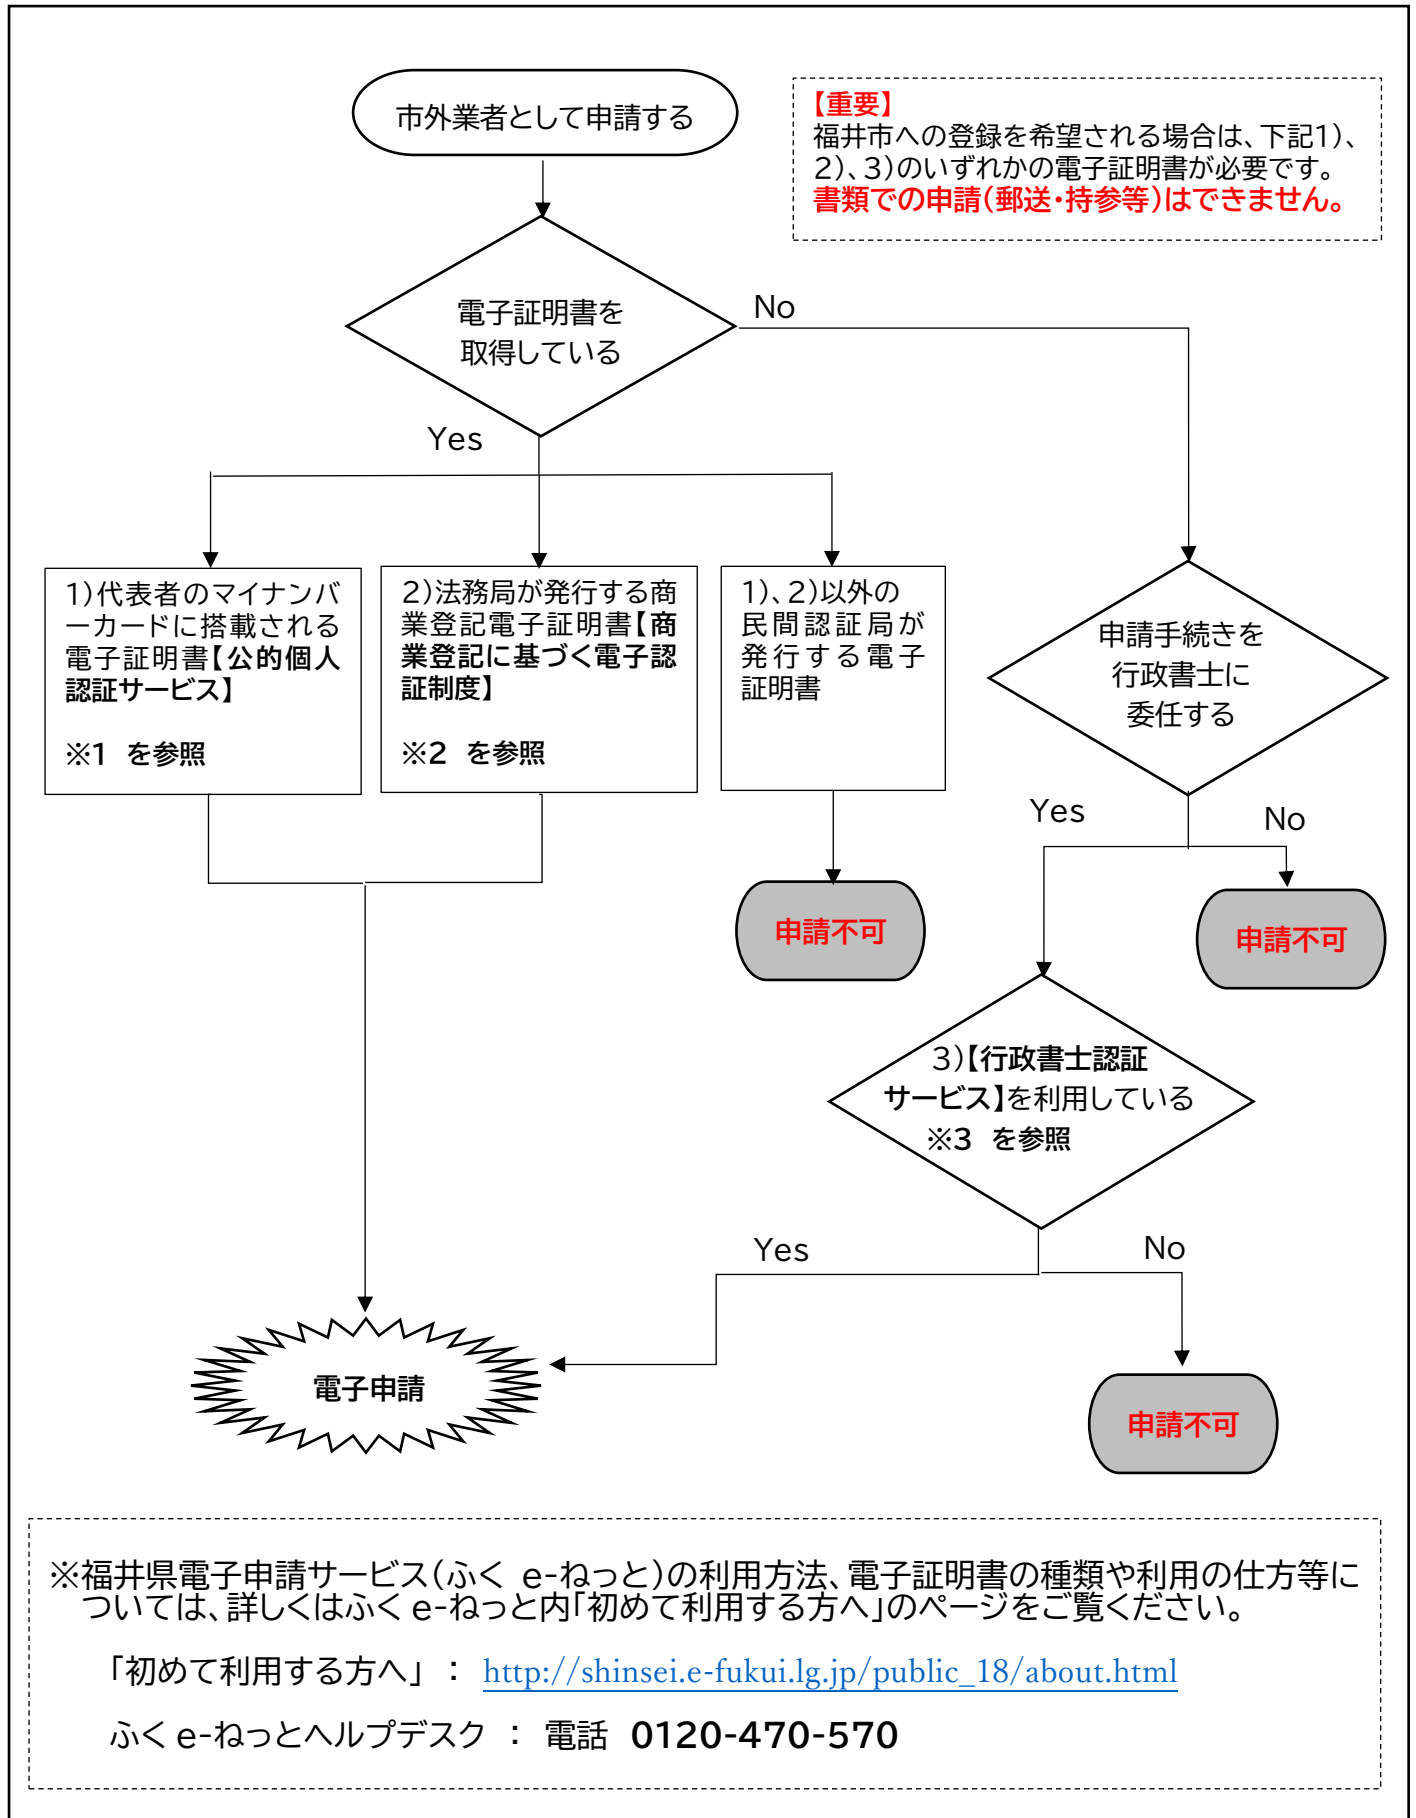 市外業者として申請する
【重要】
福井市への登録を希望される場合は、下記1）、
2）、3）のいずれかの電子証明書が必要です。
書類での申請（郵送・持参等）はできません。
電子証明書を
取得している
No
Yes
1）代表者のマイナンバ
ーカードに搭載される
電子証明書【公的個人
認証サービス】
※1 を参照
2）法務局が発行する商
業登記電子証明書【商
業登記に基づく電子認
証制度】
※2 を参照
1）、2）以外の
民間認証局が
発行する電子
証明書
申請手続きを
行政書士に
委任する
Yes
No
申請不可
申請不可
3）【行政書士認証
サービス】を利用している
※3 を参照
Yes
No
電子申請
申請不可
※福井県電子申請サービス（ふく e-ねっと）の利用方法、電子証明書の種類や利用の仕方等に
ついては、詳しくはふく e-ねっと内「初めて利用する方へ」のページをご覧ください。
「初めて利用する方へ」 ： http://shinsei.e-fukui.lg.jp/public_18/about.html
ふく e-ねっとヘルプデスク ： 電話 0120-470-570